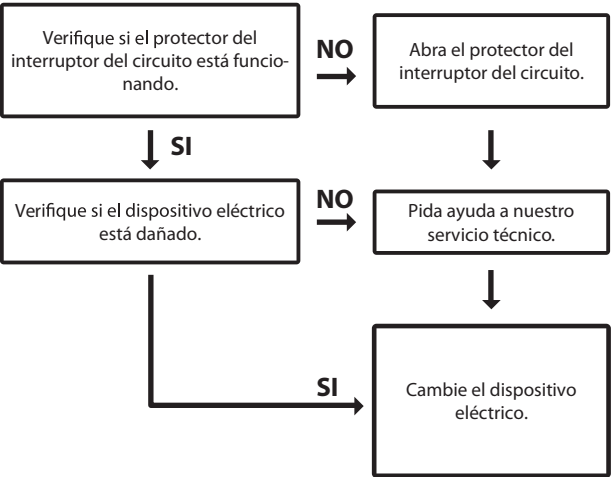 Verifique si el protector del
interruptor del circuito está funcio-
nando.
NO
Abra el protector del
interruptor del circuito.
SI
Verifique si el dispositivo eléctrico
está dañado.
NO
Pida ayuda a nuestro
servicio técnico.
SI
Cambie el dispositivo
eléctrico.